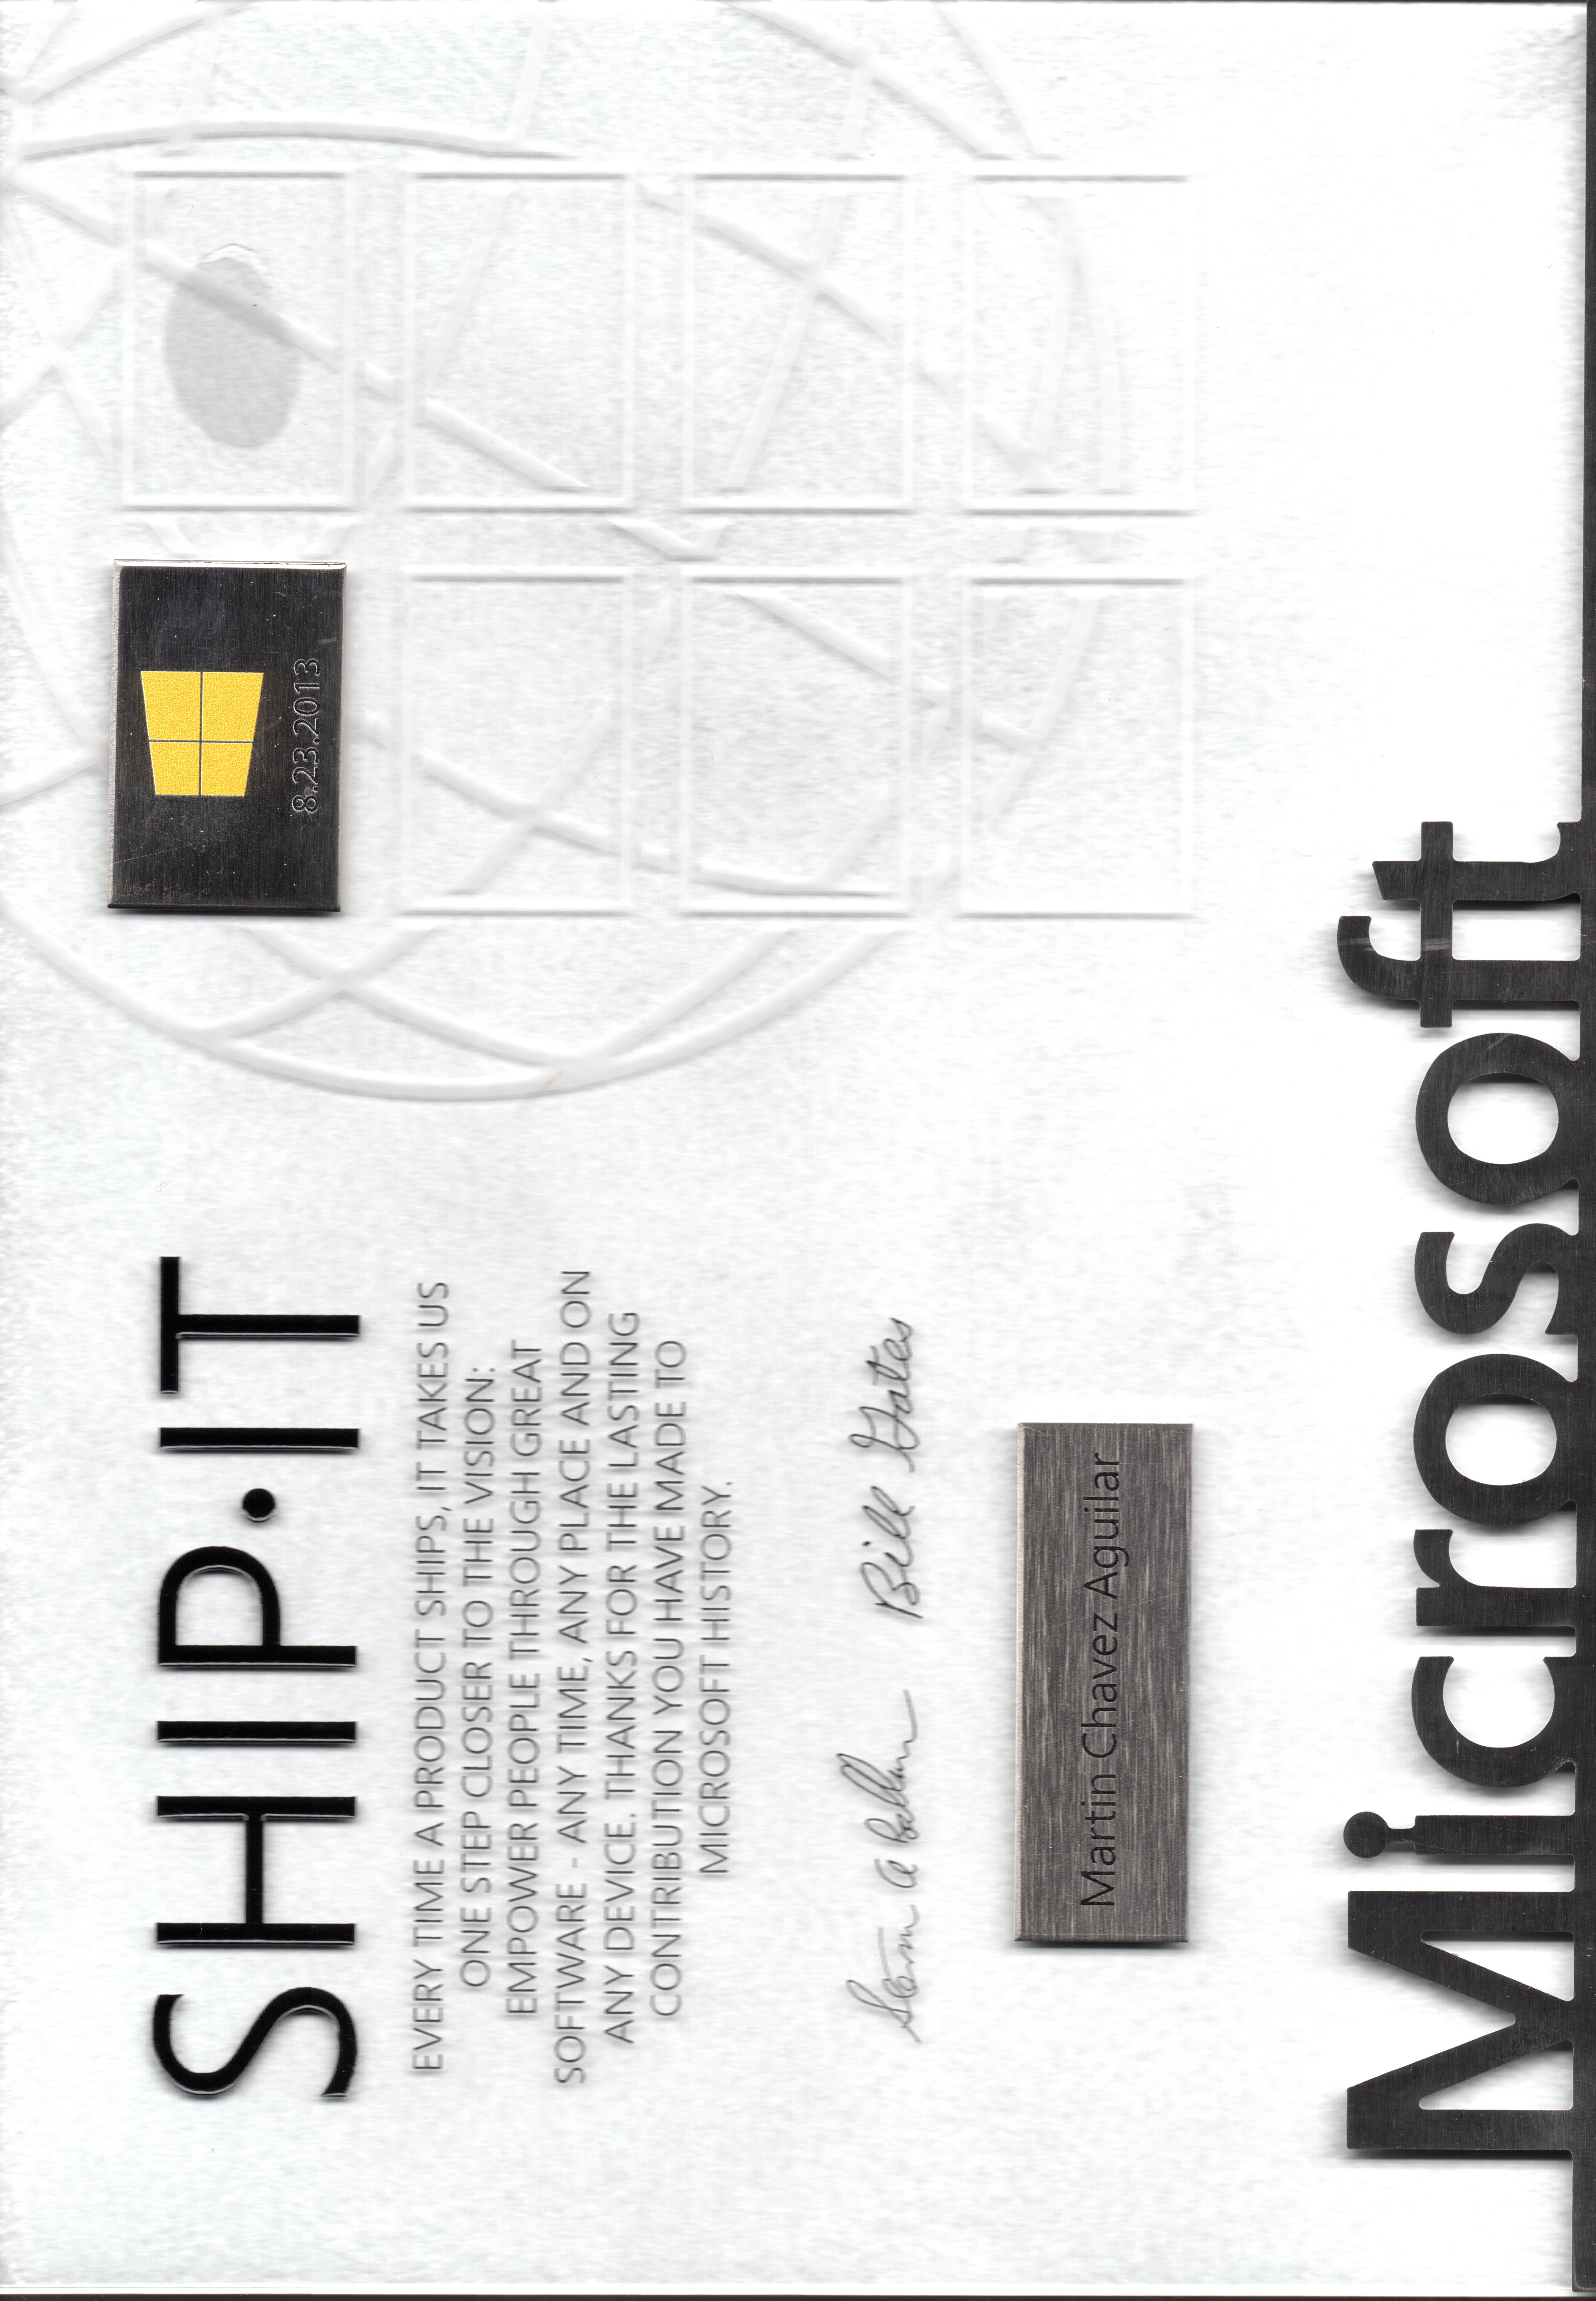 SHIP·IT
EVERY TIME A PRODUCT SHIPS, IT TAKES US
ONE STEP CLOSER TO THE VISION:
EMPOWER PEOPLE THROUGH GREAT
SOFTWARE - ANY TIME, ANY PLACE AND ON
ANY DEVICE. THANKS FOR THE LASTING
CONTRIBUTION YOU HAVE MADE TO
MICROSOFT HISTORY.
Steven A Ballmer Bill Gates
Martin Chavez Aguilar
8.23.2013
Microsoft